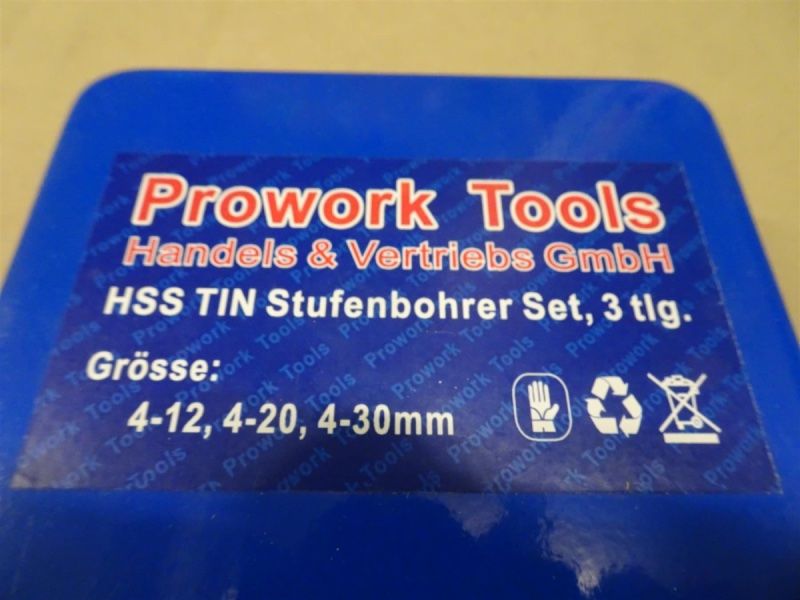 Prowork Tools
Handels & Vertriebs GmbH
HSS TIN Stufenbohrer Set, 3 tlg.
Grösse:
4-12, 4-20, 4-30mm